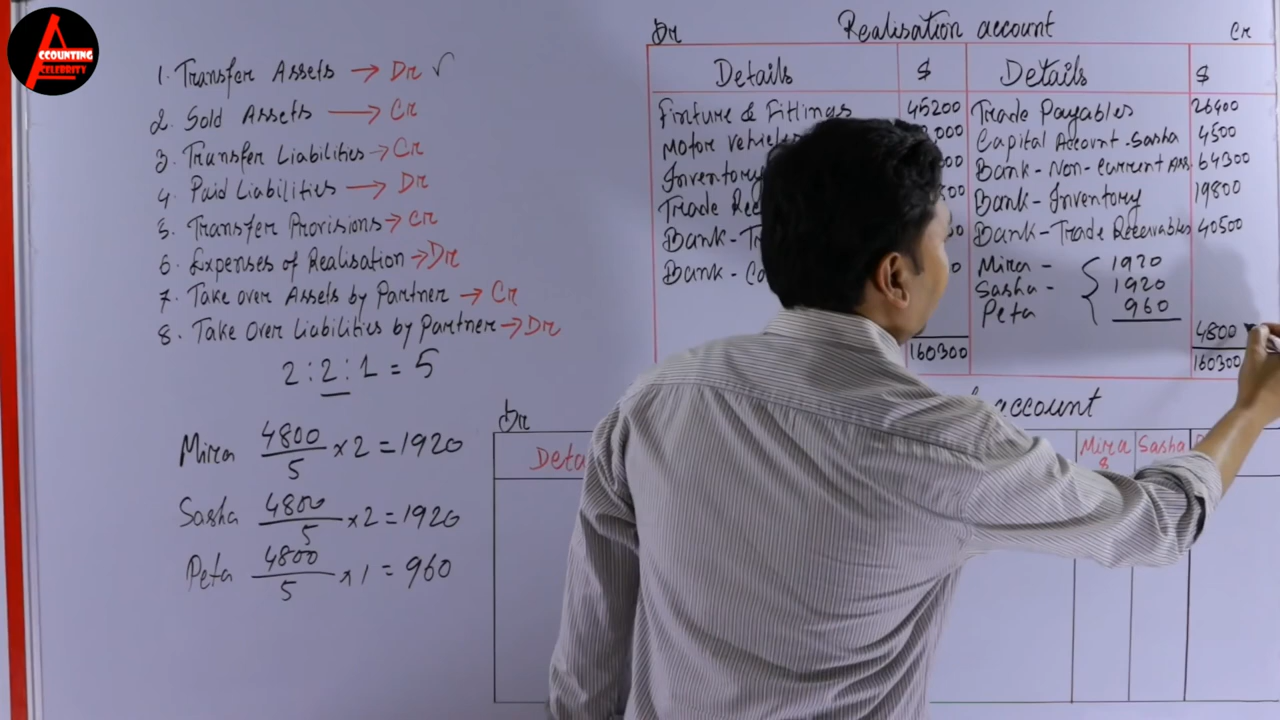 ACCOUNTING
CELEBRITY
1. Transfer Assets → Dr ✓
2. Sold Assets → Cr
3. Transfer Liabilities → Cr
4. Paid Liabilities → Dr
5. Transfer Provisions → Cr
6. Expenses of Realisation → Dr
7. Take over Assets by Partner → Cr
8. Take Over Liabilities by Partner → Dr
2 : 2 : 1 = 5
Mira 4800/5 × 2 = 1920
Sasha 4800/5 × 2 = 1920
Peta 4800/5 × 1 = 960
Dr Realisation account Cr
Details $ Details $
Fixture & Fittings 45200 Trade Payables 26400
Motor Vehicles Capital Account - Sasha 4500
Inventory Bank - Non-current Ass. 64300
Trade Bank - Inventory 19800
Bank - Bank - Trade Receivables 40500
Bank - Mira - 1920
Sasha - 1920
Peta 960
4800
160300 160300
Dr account
Mira Sasha
$